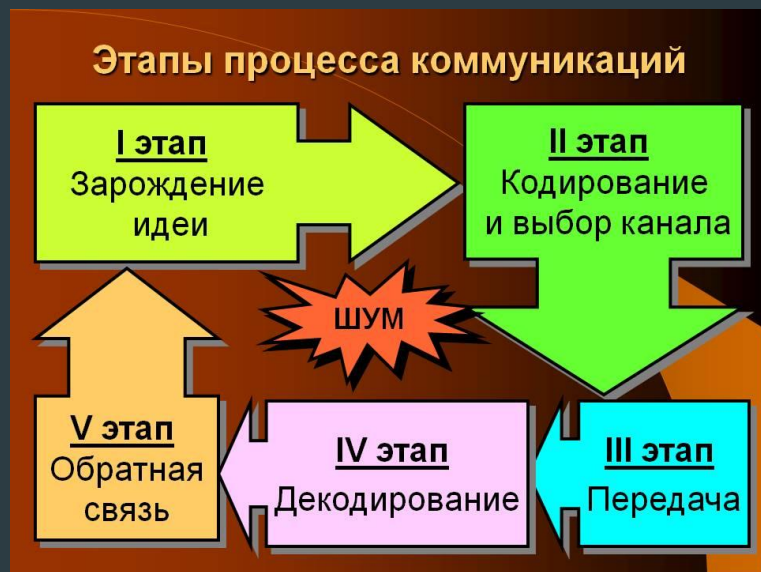 Этапы процесса коммуникаций
I этап
Зарождение
идеи
II этап
Кодирование
и выбор канала
ШУМ
III этап
Передача
IV этап
Декодирование
V этап
Обратная
связь